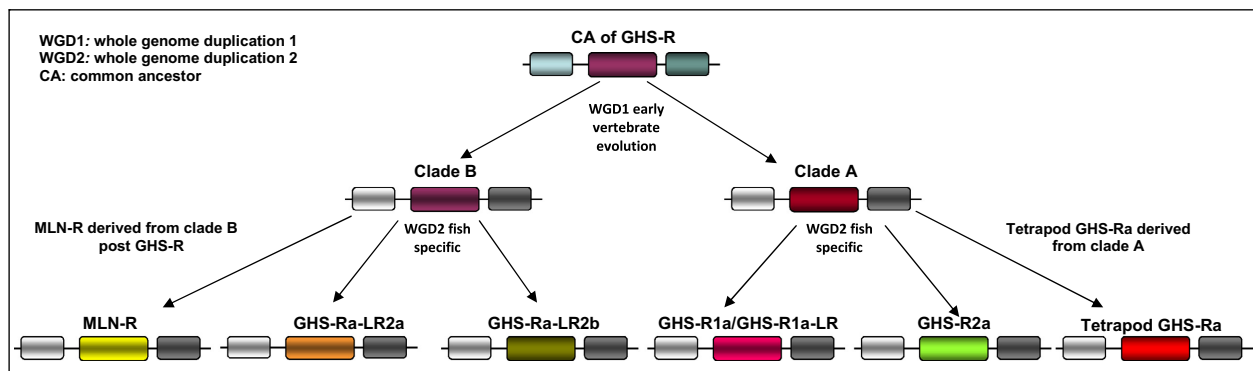 WGD1: whole genome duplication 1
WGD2: whole genome duplication 2
CA: common ancestor
CA of GHS-R
WGD1 early
vertebrate
evolution
Clade B
Clade A
MLN-R derived from clade B
post GHS-R
WGD2 fish
specific
WGD2 fish
specific
Tetrapod GHS-Ra derived
from clade A
MLN-R
GHS-Ra-LR2a
GHS-Ra-LR2b
GHS-R1a/GHS-R1a-LR
GHS-R2a
Tetrapod GHS-Ra